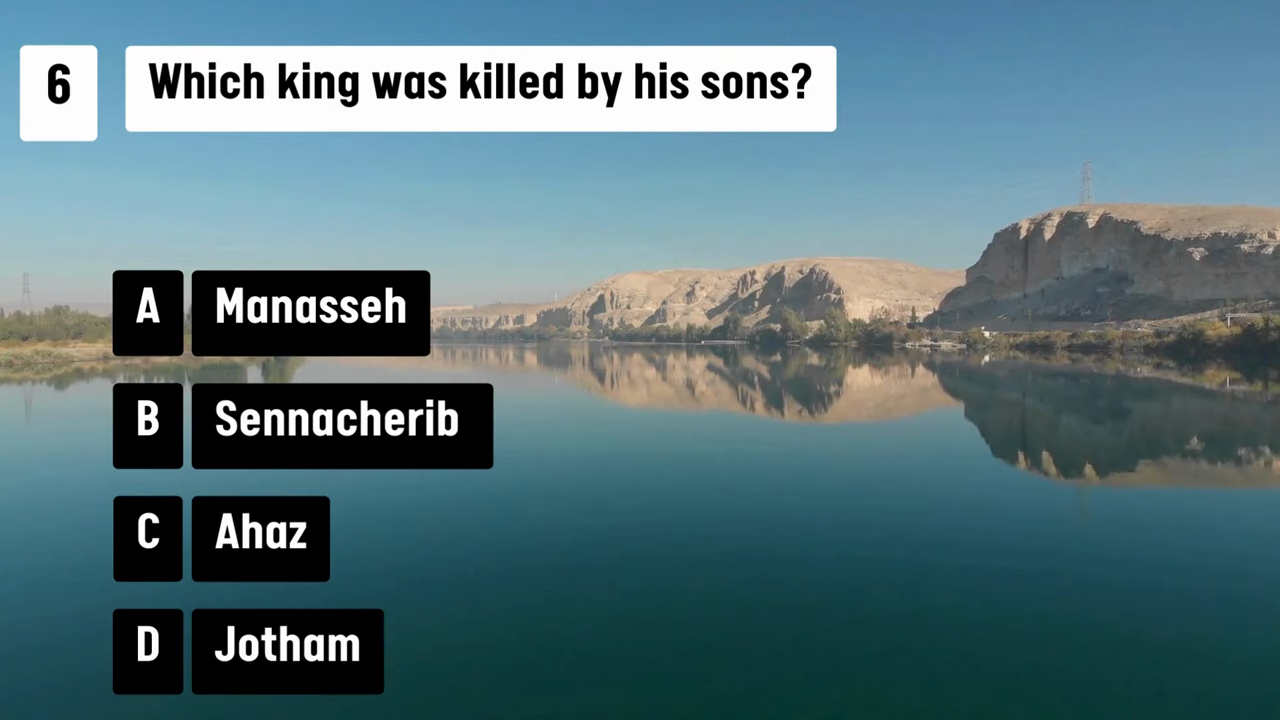 6
Which king was killed by his sons?
A Manasseh
B Sennacherib
C Ahaz
D Jotham